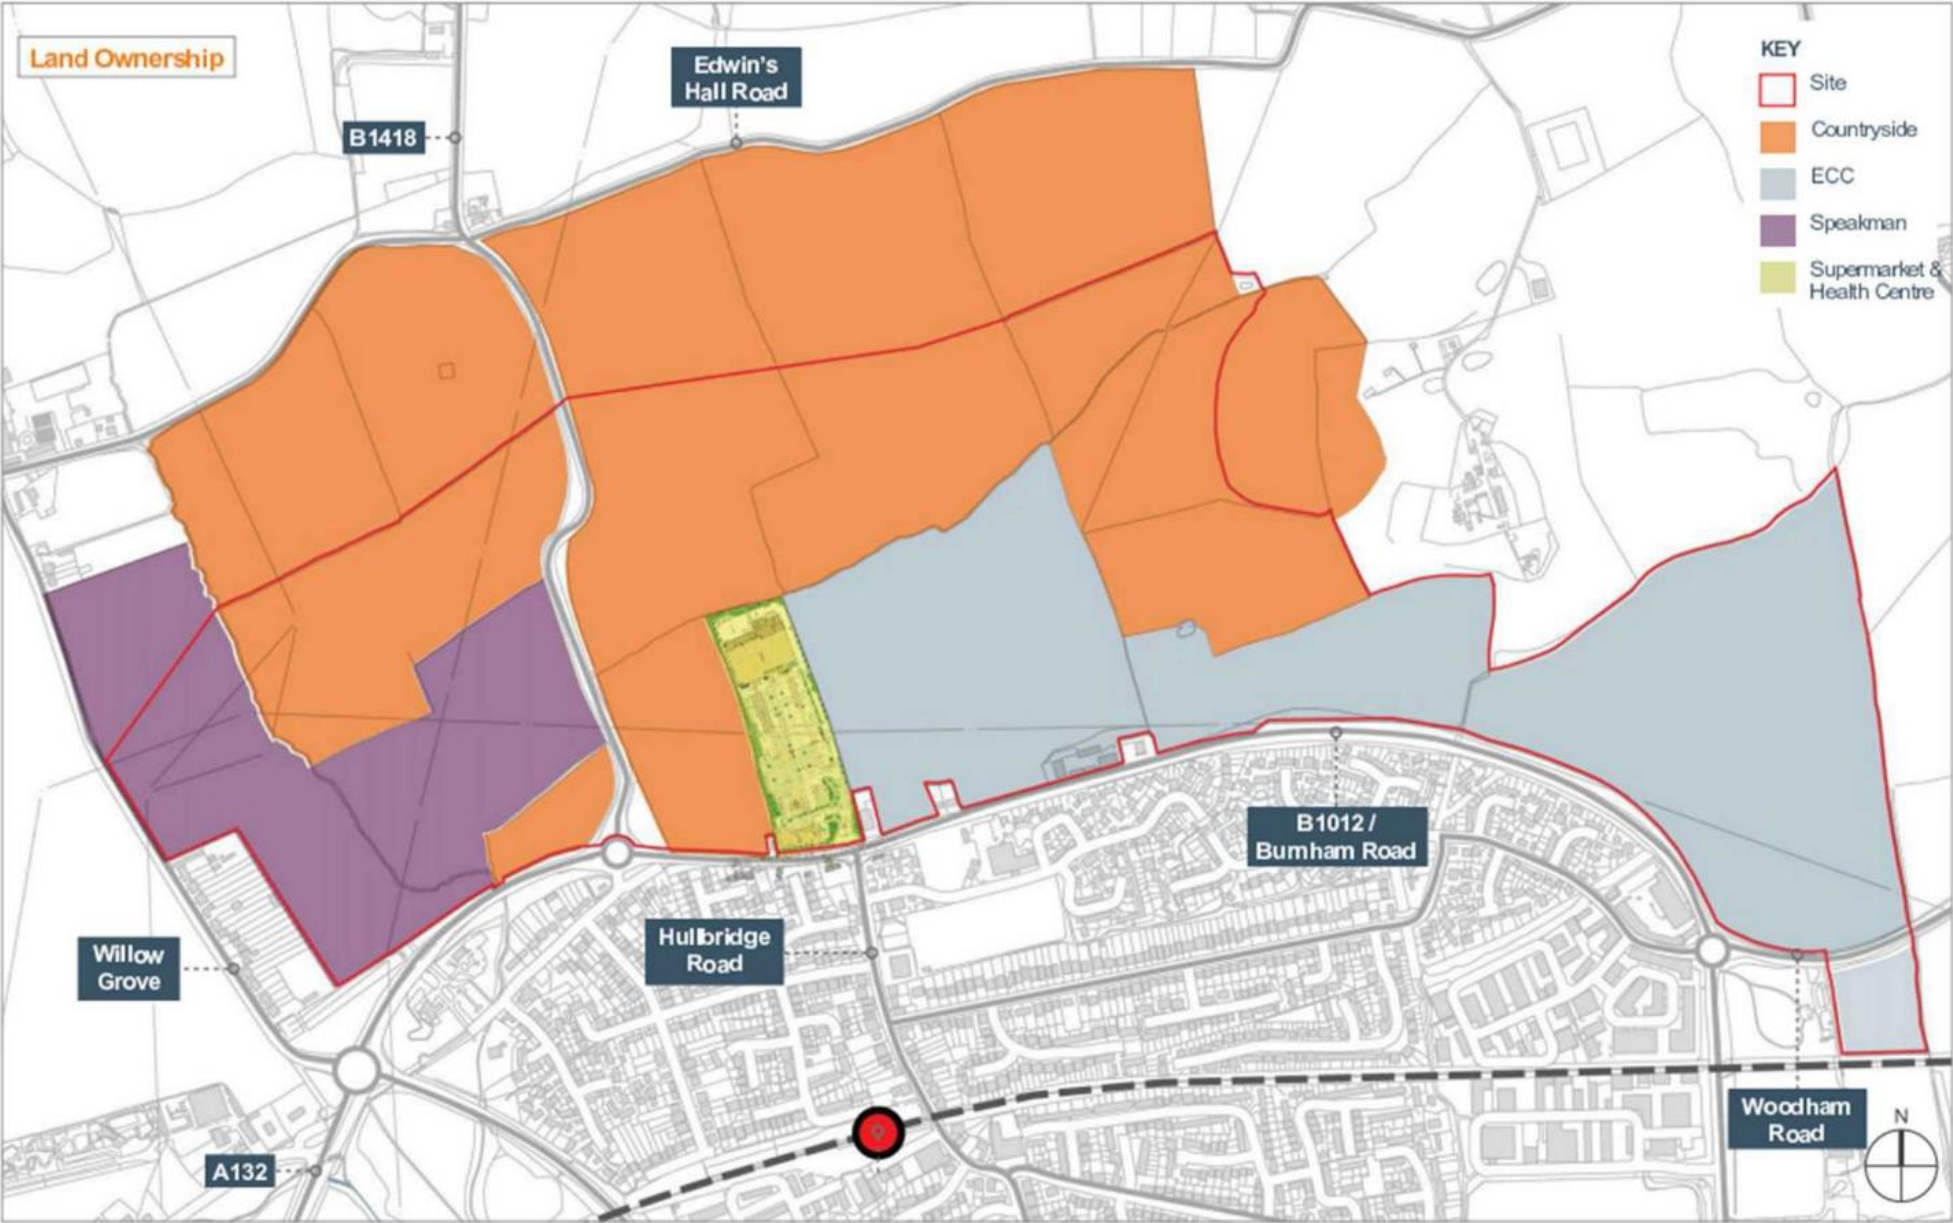 Land Ownership
Edwin's
Hall Road
B1418
KEY
Site
Countryside
ECC
Speakman
Supermarket &
Health Centre
B1012 /
Burnham Road
Hullbridge
Road
Willow
Grove
A132
Woodham
Road
N